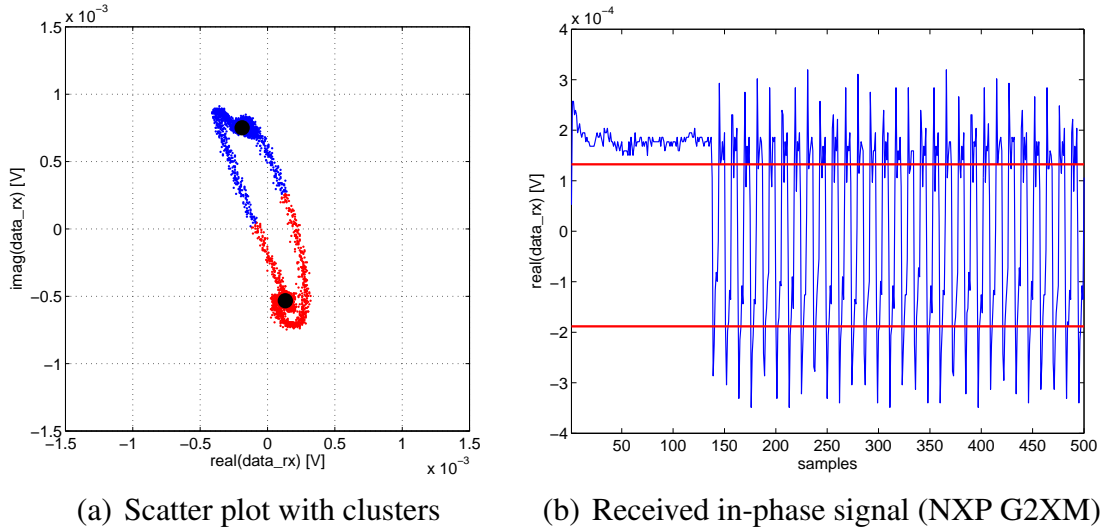 x 10⁻³
1.5
1
0.5
0
−0.5
−1
−1.5
imag(data_rx) [V]
−1.5 −1 −0.5 0 0.5 1 1.5
real(data_rx) [V]
x 10⁻³
(a) Scatter plot with clusters
x 10⁻⁴
4
3
2
1
0
−1
−2
−3
−4
real(data_rx) [V]
50 100 150 200 250 300 350 400 450 500
samples
(b) Received in-phase signal (NXP G2XM)